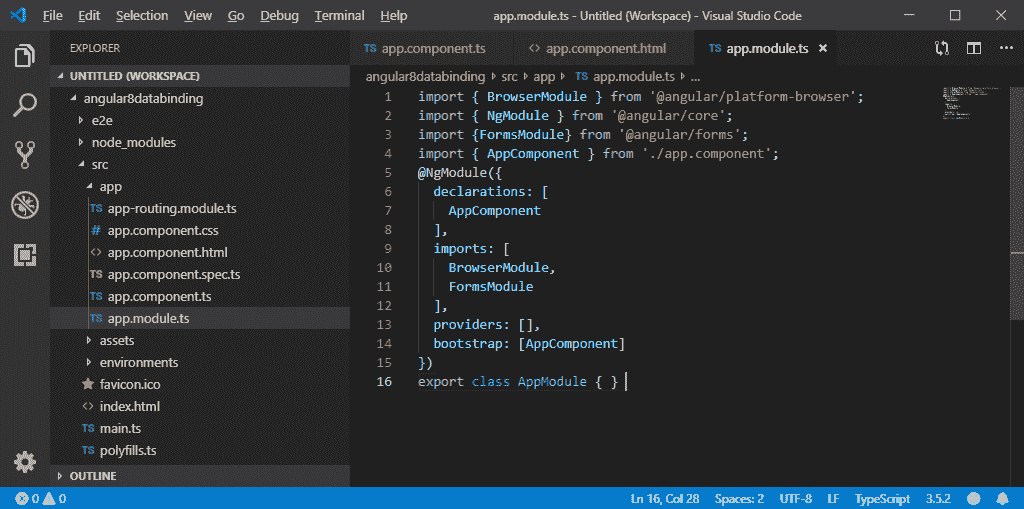 File Edit Selection View Go Debug Terminal Help app.module.ts - Untitled (Workspace) - Visual Studio Code
EXPLORER
UNTITLED (WORKSPACE)
angular8databinding
e2e
node_modules
src
app
TS app-routing.module.ts
# app.component.css
<> app.component.html
TS app.component.spec.ts
TS app.component.ts
TS app.module.ts
assets
environments
favicon.ico
<> index.html
TS main.ts
TS polyfills.ts
OUTLINE
TS app.component.ts <> app.component.html TS app.module.ts
angular8databinding › src › app › TS app.module.ts › ...
1 import { BrowserModule } from '@angular/platform-browser';
2 import { NgModule } from '@angular/core';
3 import {FormsModule} from '@angular/forms';
4 import { AppComponent } from './app.component';
5 @NgModule({
6 declarations: [
7 AppComponent
8 ],
9 imports: [
10 BrowserModule,
11 FormsModule
12 ],
13 providers: [],
14 bootstrap: [AppComponent]
15 })
16 export class AppModule { }
0 0 Ln 16, Col 28 Spaces: 2 UTF-8 LF TypeScript 3.5.2